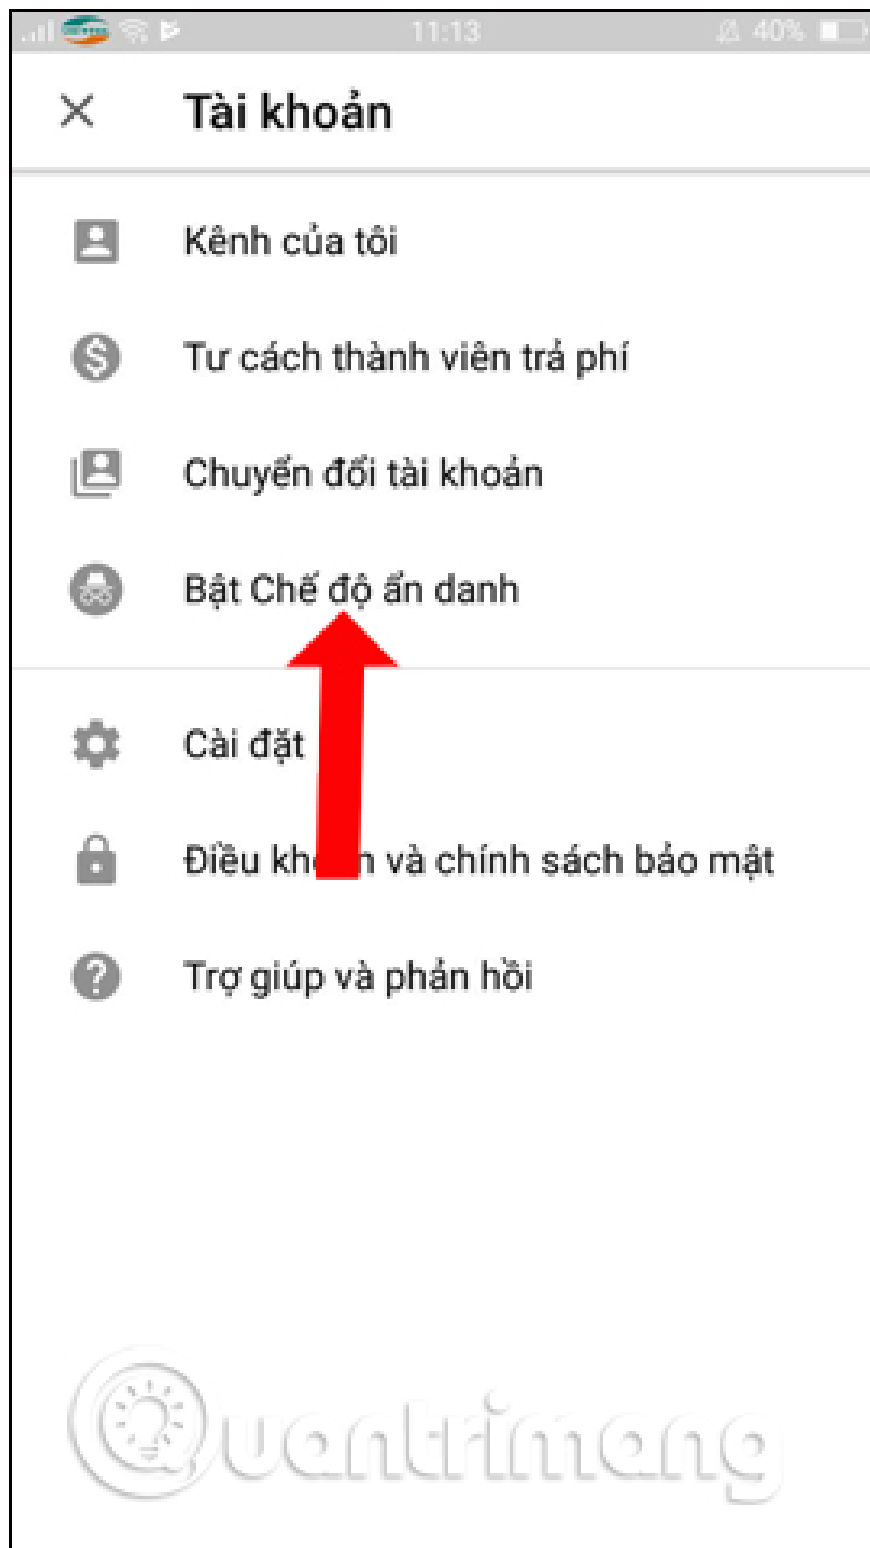 11:13
40%
Tài khoản
Kênh của tôi
Tư cách thành viên trả phí
Chuyển đổi tài khoản
Bật Chế độ ẩn danh
Cài đặt
Điều và chính sách bảo mật
Trợ giúp và phản hồi
Quantrimang